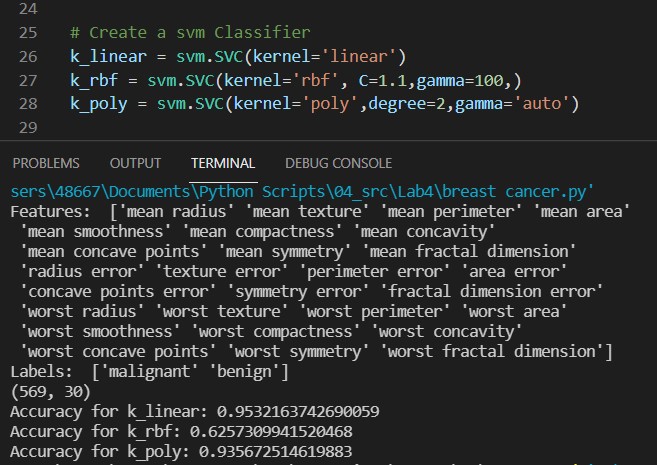 24
25 # Create a svm Classifier
26 k_linear = svm.SVC(kernel='linear')
27 k_rbf = svm.SVC(kernel='rbf', C=1.1,gamma=100,)
28 k_poly = svm.SVC(kernel='poly',degree=2,gamma='auto')
29
PROBLEMS OUTPUT TERMINAL DEBUG CONSOLE
sers\48667\Documents\Python Scripts\04_src\Lab4\breast cancer.py'
Features:  ['mean radius' 'mean texture' 'mean perimeter' 'mean area'
 'mean smoothness' 'mean compactness' 'mean concavity'
 'mean concave points' 'mean symmetry' 'mean fractal dimension'
 'radius error' 'texture error' 'perimeter error' 'area error'
 'concave points error' 'symmetry error' 'fractal dimension error'
 'worst radius' 'worst texture' 'worst perimeter' 'worst area'
 'worst smoothness' 'worst compactness' 'worst concavity'
 'worst concave points' 'worst symmetry' 'worst fractal dimension']
Labels:  ['malignant' 'benign']
(569, 30)
Accuracy for k_linear: 0.9532163742690059
Accuracy for k_rbf: 0.6257309941520468
Accuracy for k_poly: 0.935672514619883